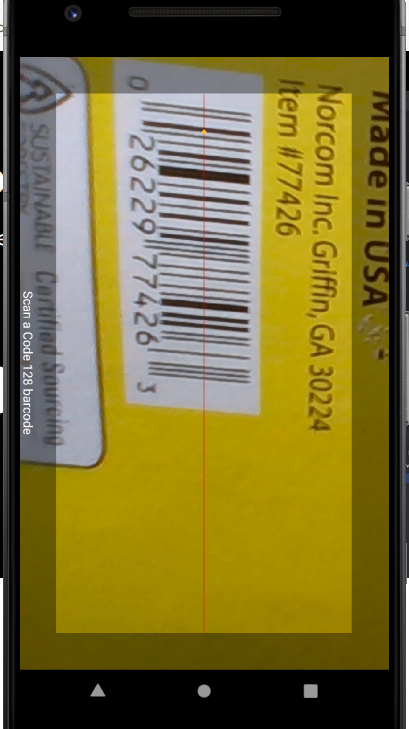 Made in USA
Norcom Inc. Griffin, GA 30224
Item #77426
0 26229 77426 3
SUSTAINABLE
FORESTRY
Certified Sourcing
Scan a Code 128 barcode